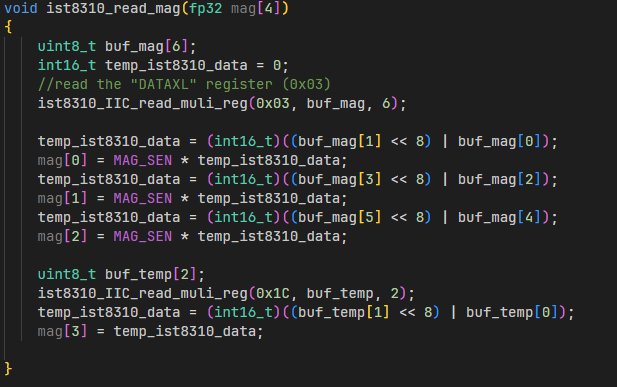 void ist8310_read_mag(fp32 mag[4])
{
    uint8_t buf_mag[6];
    int16_t temp_ist8310_data = 0;
    //read the "DATAXL" register (0x03)
    ist8310_IIC_read_muli_reg(0x03, buf_mag, 6);

    temp_ist8310_data = (int16_t)((buf_mag[1] << 8) | buf_mag[0]);
    mag[0] = MAG_SEN * temp_ist8310_data;
    temp_ist8310_data = (int16_t)((buf_mag[3] << 8) | buf_mag[2]);
    mag[1] = MAG_SEN * temp_ist8310_data;
    temp_ist8310_data = (int16_t)((buf_mag[5] << 8) | buf_mag[4]);
    mag[2] = MAG_SEN * temp_ist8310_data;

    uint8_t buf_temp[2];
    ist8310_IIC_read_muli_reg(0x1C, buf_temp, 2);
    temp_ist8310_data = (int16_t)((buf_temp[1] << 8) | buf_temp[0]);
    mag[3] = temp_ist8310_data;

}